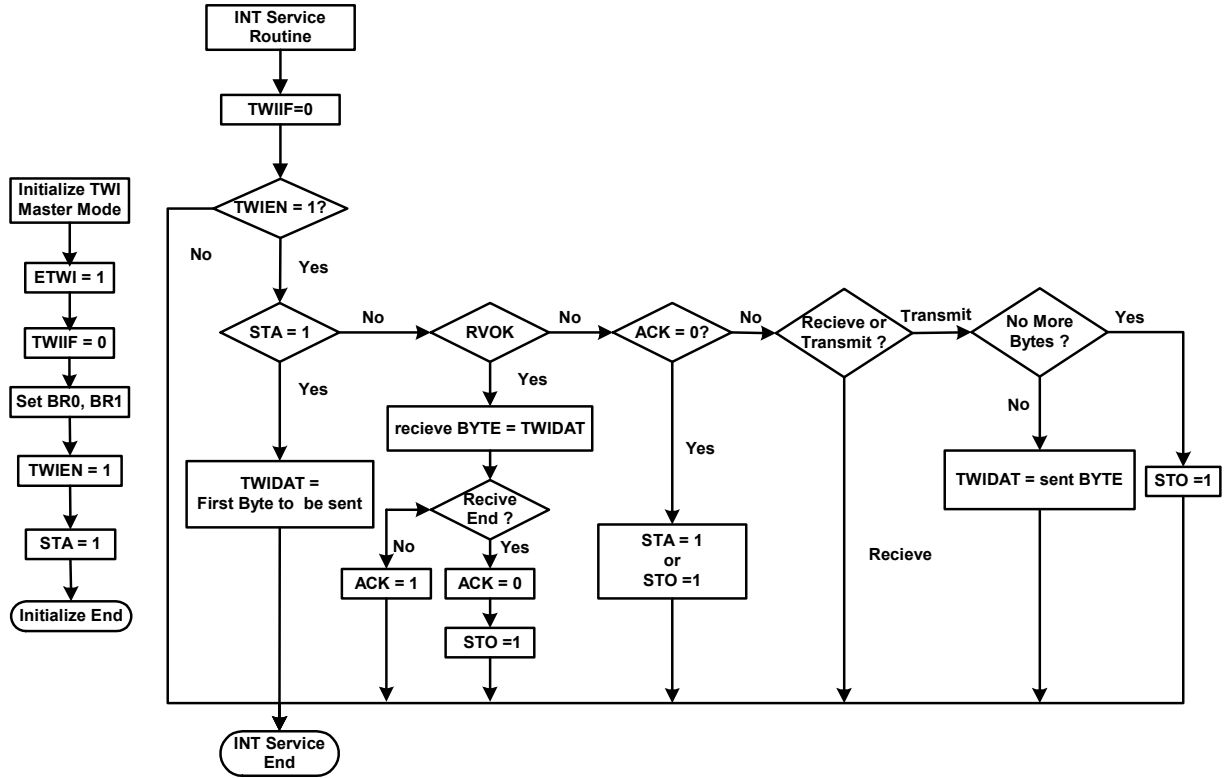 INT Service
Routine
TWIIF=0
Initialize TWI
Master Mode
TWIEN = 1?
No
Yes
ETWI = 1
STA = 1
No
RVOK
No
ACK = 0?
No
Recieve or
Transmit ?
Transmit
No More
Bytes ?
Yes
TWIIF = 0
Yes
Yes
No
Set BR0, BR1
recieve BYTE = TWIDAT
Yes
TWIEN = 1
TWIDAT =
First Byte to be sent
Recive
End ?
TWIDAT = sent BYTE
STO =1
STA = 1
No
Yes
STA = 1
or
STO =1
Recieve
ACK = 1
ACK = 0
Initialize End
STO =1
INT Service
End